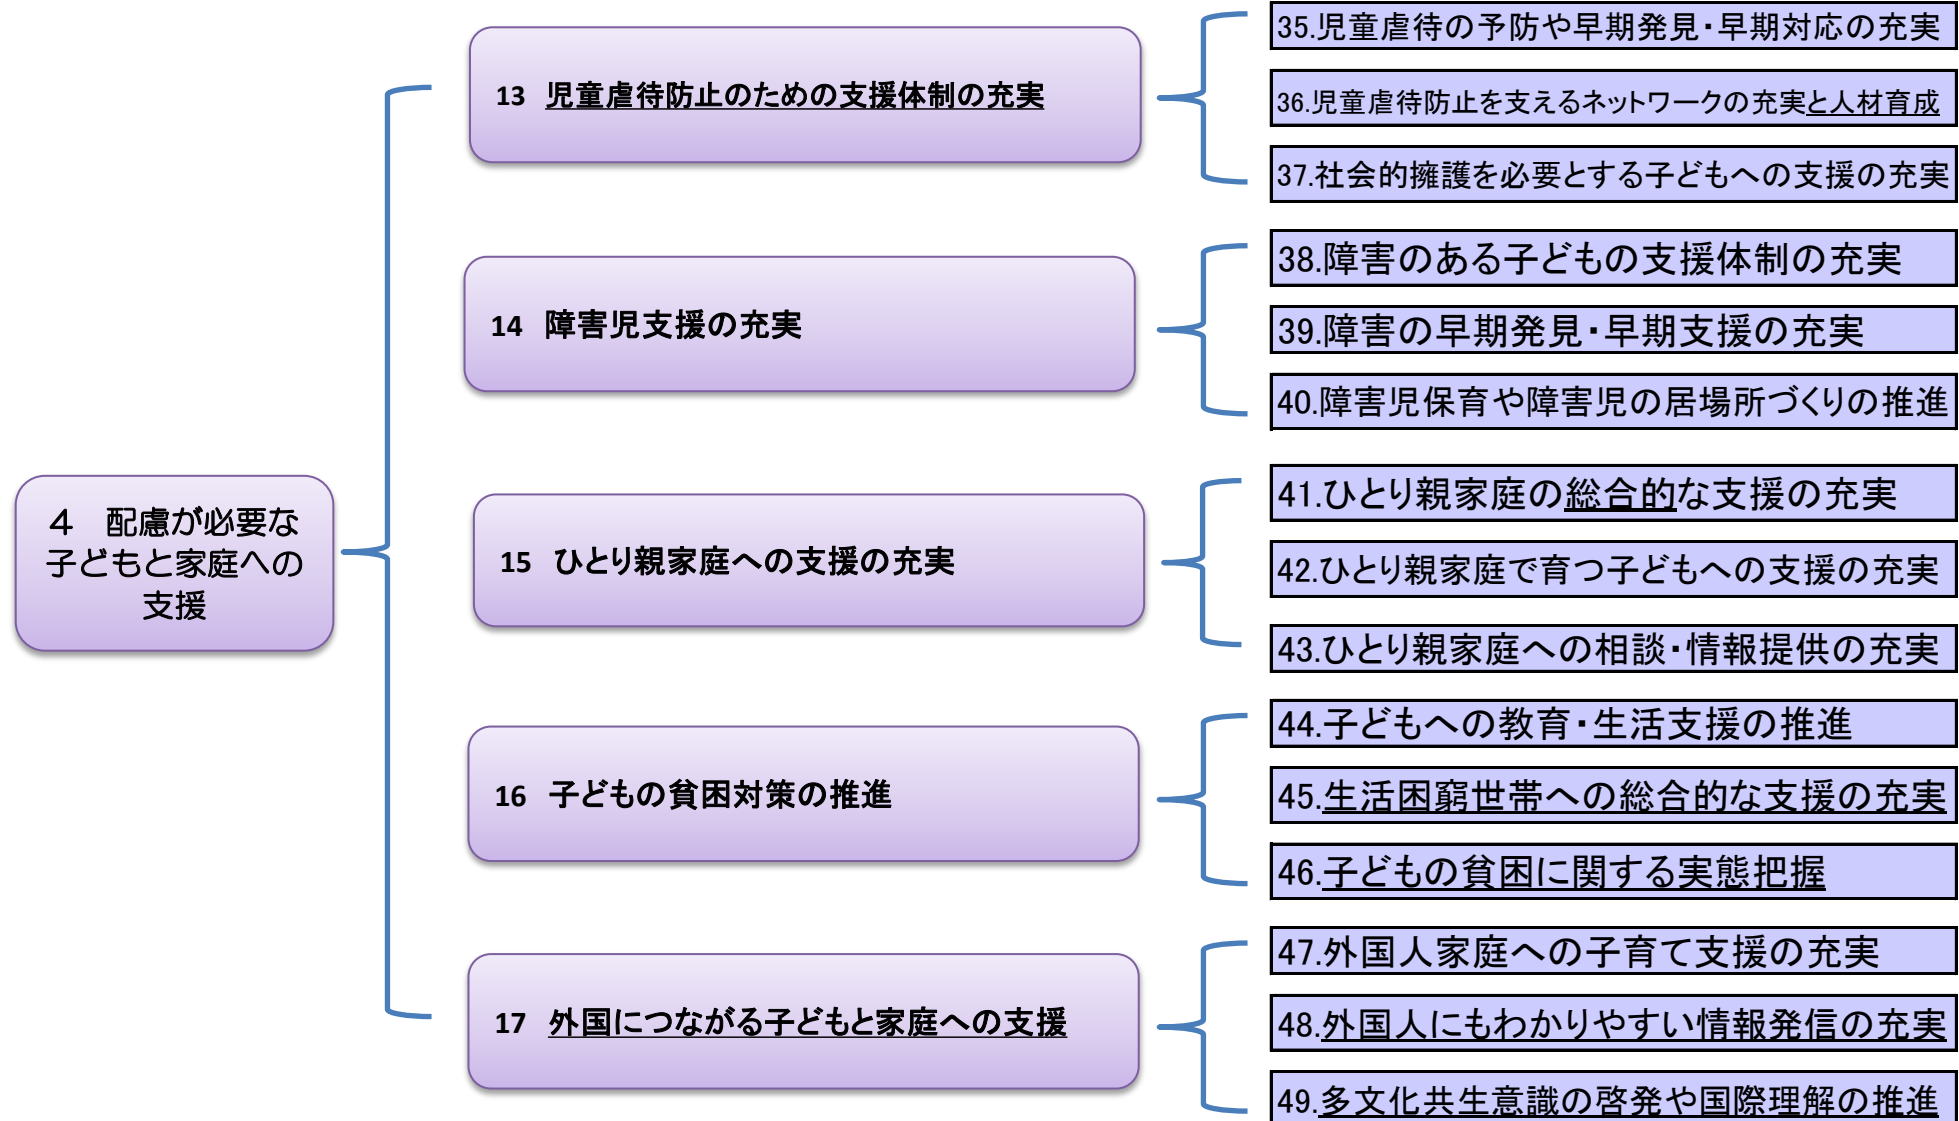 ４　配慮が必要な
子どもと家庭への
支援
13　児童虐待防止のための支援体制の充実
35.児童虐待の予防や早期発見・早期対応の充実
36.児童虐待防止を支えるネットワークの充実と人材育成
37.社会的擁護を必要とする子どもへの支援の充実
14　障害児支援の充実
38.障害のある子どもの支援体制の充実
39.障害の早期発見・早期支援の充実
40.障害児保育や障害児の居場所づくりの推進
15　ひとり親家庭への支援の充実
41.ひとり親家庭の総合的な支援の充実
42.ひとり親家庭で育つ子どもへの支援の充実
43.ひとり親家庭への相談・情報提供の充実
16　子どもの貧困対策の推進
44.子どもへの教育・生活支援の推進
45.生活困窮世帯への総合的な支援の充実
46.子どもの貧困に関する実態把握
17　外国につながる子どもと家庭への支援
47.外国人家庭への子育て支援の充実
48.外国人にもわかりやすい情報発信の充実
49.多文化共生意識の啓発や国際理解の推進